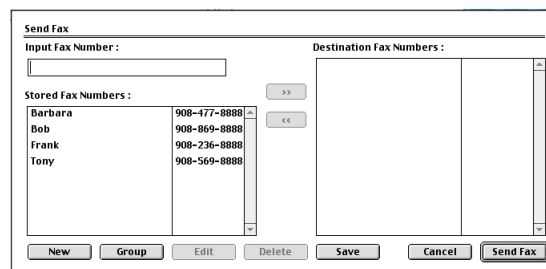 Send Fax
Input Fax Number :
Destination Fax Numbers :
>>
Stored Fax Numbers :
<<
Barbara 908-477-8888
Bob 908-869-8888
Frank 908-236-8888
Tony 908-569-8888
New Group Edit Delete Save Cancel Send Fax